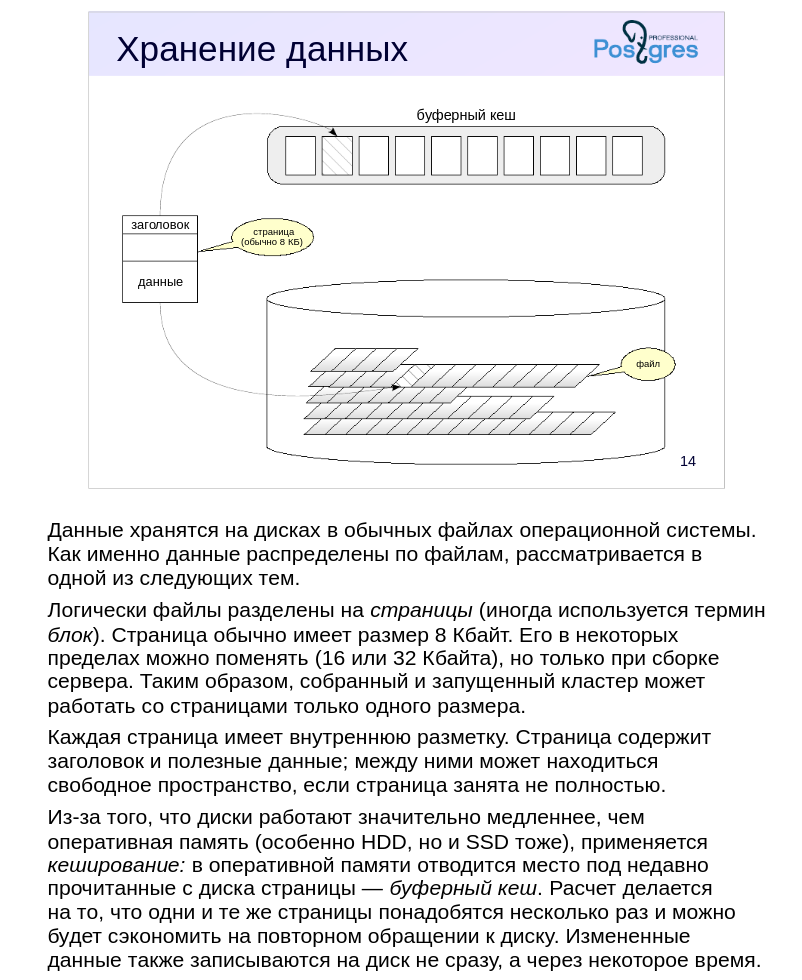 Хранение данных
PROFESSIONAL
Postgres
буферный кеш
заголовок
страница
(обычно 8 КБ)
данные
файл
14
Данные хранятся на дисках в обычных файлах операционной системы.
Как именно данные распределены по файлам, рассматривается в
одной из следующих тем.
Логически файлы разделены на страницы (иногда используется термин
блок). Страница обычно имеет размер 8 Кбайт. Его в некоторых
пределах можно поменять (16 или 32 Кбайта), но только при сборке
сервера. Таким образом, собранный и запущенный кластер может
работать со страницами только одного размера.
Каждая страница имеет внутреннюю разметку. Страница содержит
заголовок и полезные данные; между ними может находиться
свободное пространство, если страница занята не полностью.
Из-за того, что диски работают значительно медленнее, чем
оперативная память (особенно HDD, но и SSD тоже), применяется
кеширование: в оперативной памяти отводится место под недавно
прочитанные с диска страницы — буферный кеш. Расчет делается
на то, что одни и те же страницы понадобятся несколько раз и можно
будет сэкономить на повторном обращении к диску. Измененные
данные также записываются на диск не сразу, а через некоторое время.